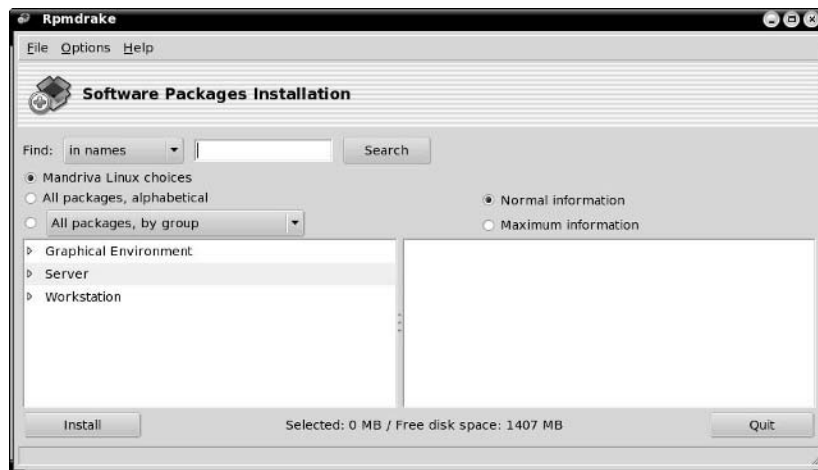 Rpmdrake
File Options Help
Software Packages Installation
Find: in names Search
Mandriva Linux choices
All packages, alphabetical
Normal information
All packages, by group
Maximum information
Graphical Environment
Server
Workstation
Install Selected: 0 MB / Free disk space: 1407 MB Quit